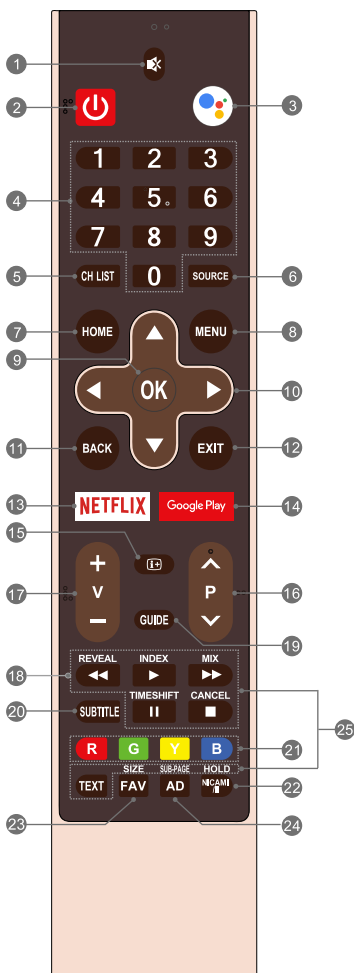 1
2
3
1 2 3
4
4 5 6
7 8 9
5
CH LIST
0
SOURCE
6
7
HOME
MENU
8
9
OK
10
11
BACK
EXIT
12
13
NETFLIX
Google Play
14
15
i+
+
V
−
17
P
16
GUIDE
19
REVEAL INDEX MIX
18
TIMESHIFT CANCEL
20
SUBTITLE
25
R G Y B
21
SIZE SUB-PAGE HOLD
TEXT FAV AD NICAM/
22
23
24